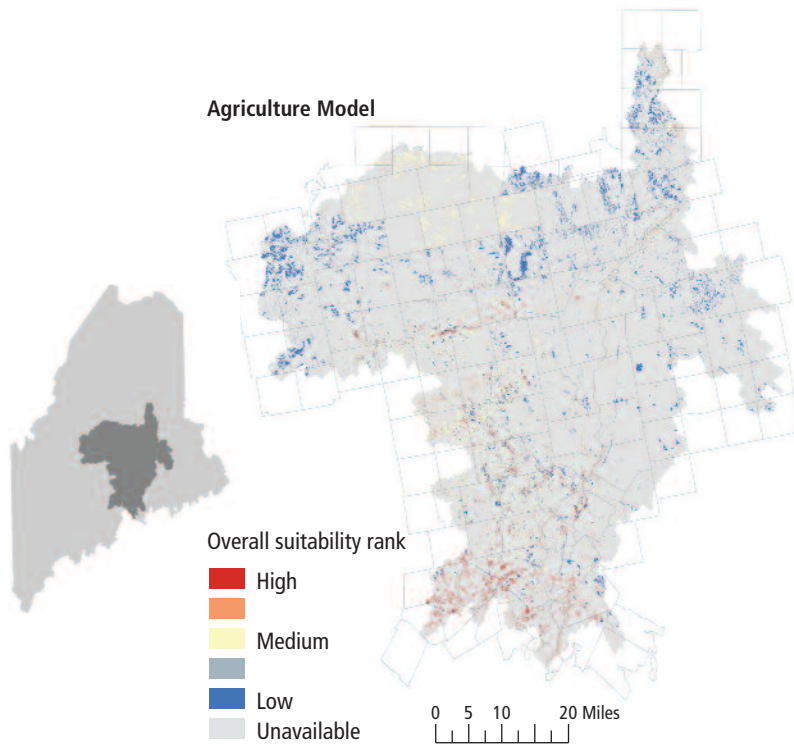 Agriculture Model
Overall suitability rank
High
Medium
Low
Unavailable
0 5 10 20 Miles